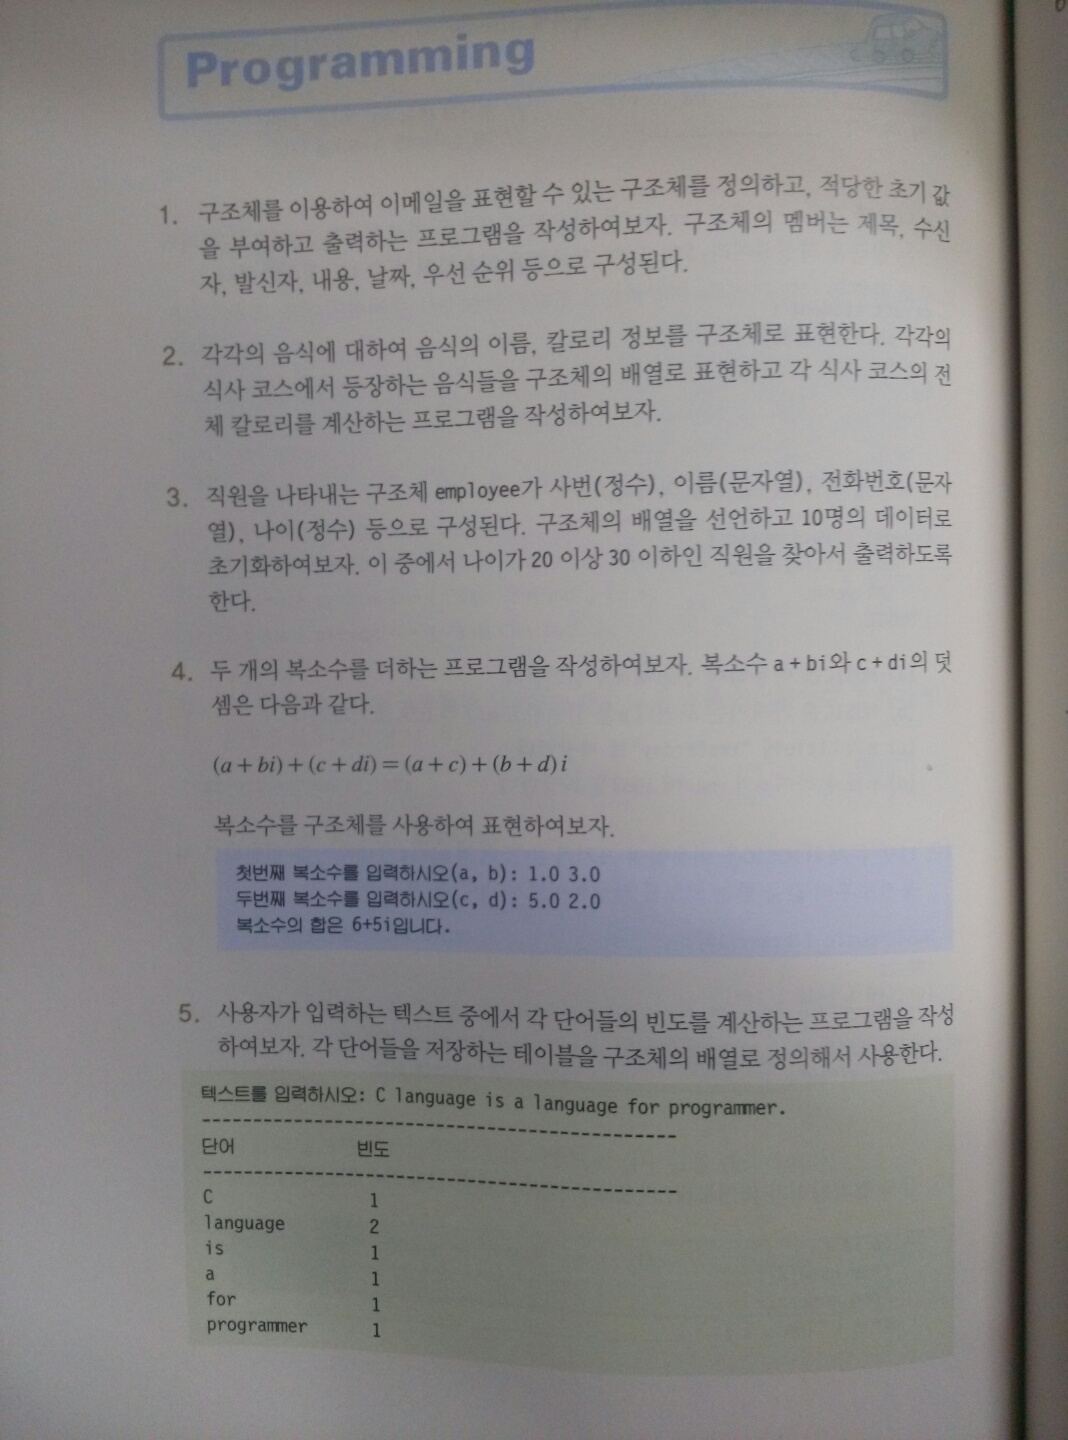 Programming
1. 구조체를 이용하여 이메일을 표현할 수 있는 구조체를 정의하고, 적당한 초기 값
을 부여하고 출력하는 프로그램을 작성하여보자. 구조체의 멤버는 제목, 수신
자, 발신자, 내용, 날짜, 우선 순위 등으로 구성된다.
2. 각각의 음식에 대하여 음식의 이름, 칼로리 정보를 구조체로 표현한다. 각각의
식사 코스에서 등장하는 음식들을 구조체의 배열로 표현하고 각 식사 코스의 전
체 칼로리를 계산하는 프로그램을 작성하여보자.
3. 직원을 나타내는 구조체 employee가 사번(정수), 이름(문자열), 전화번호(문자
열), 나이(정수) 등으로 구성된다. 구조체의 배열을 선언하고 10명의 데이터로
초기화하여보자. 이 중에서 나이가 20 이상 30 이하인 직원을 찾아서 출력하도록
한다.
4. 두 개의 복소수를 더하는 프로그램을 작성하여보자. 복소수 a + bi와 c + di의 덧
셈은 다음과 같다.
(a + bi) + (c + di) = (a + c) + (b + d) i
복소수를 구조체를 사용하여 표현하여보자.
첫번째 복소수를 입력하시오(a, b): 1.0 3.0
두번째 복소수를 입력하시오(c, d): 5.0 2.0
복소수의 합은 6+5i입니다.
5. 사용자가 입력하는 텍스트 중에서 각 단어들의 빈도를 계산하는 프로그램을 작성
하여보자. 각 단어들을 저장하는 테이블을 구조체의 배열로 정의해서 사용한다.
텍스트를 입력하시오: C language is a language for programmer.
--------------------------------------------
단어 빈도
--------------------------------------------
C 1
language 2
is 1
a 1
for 1
programmer 1